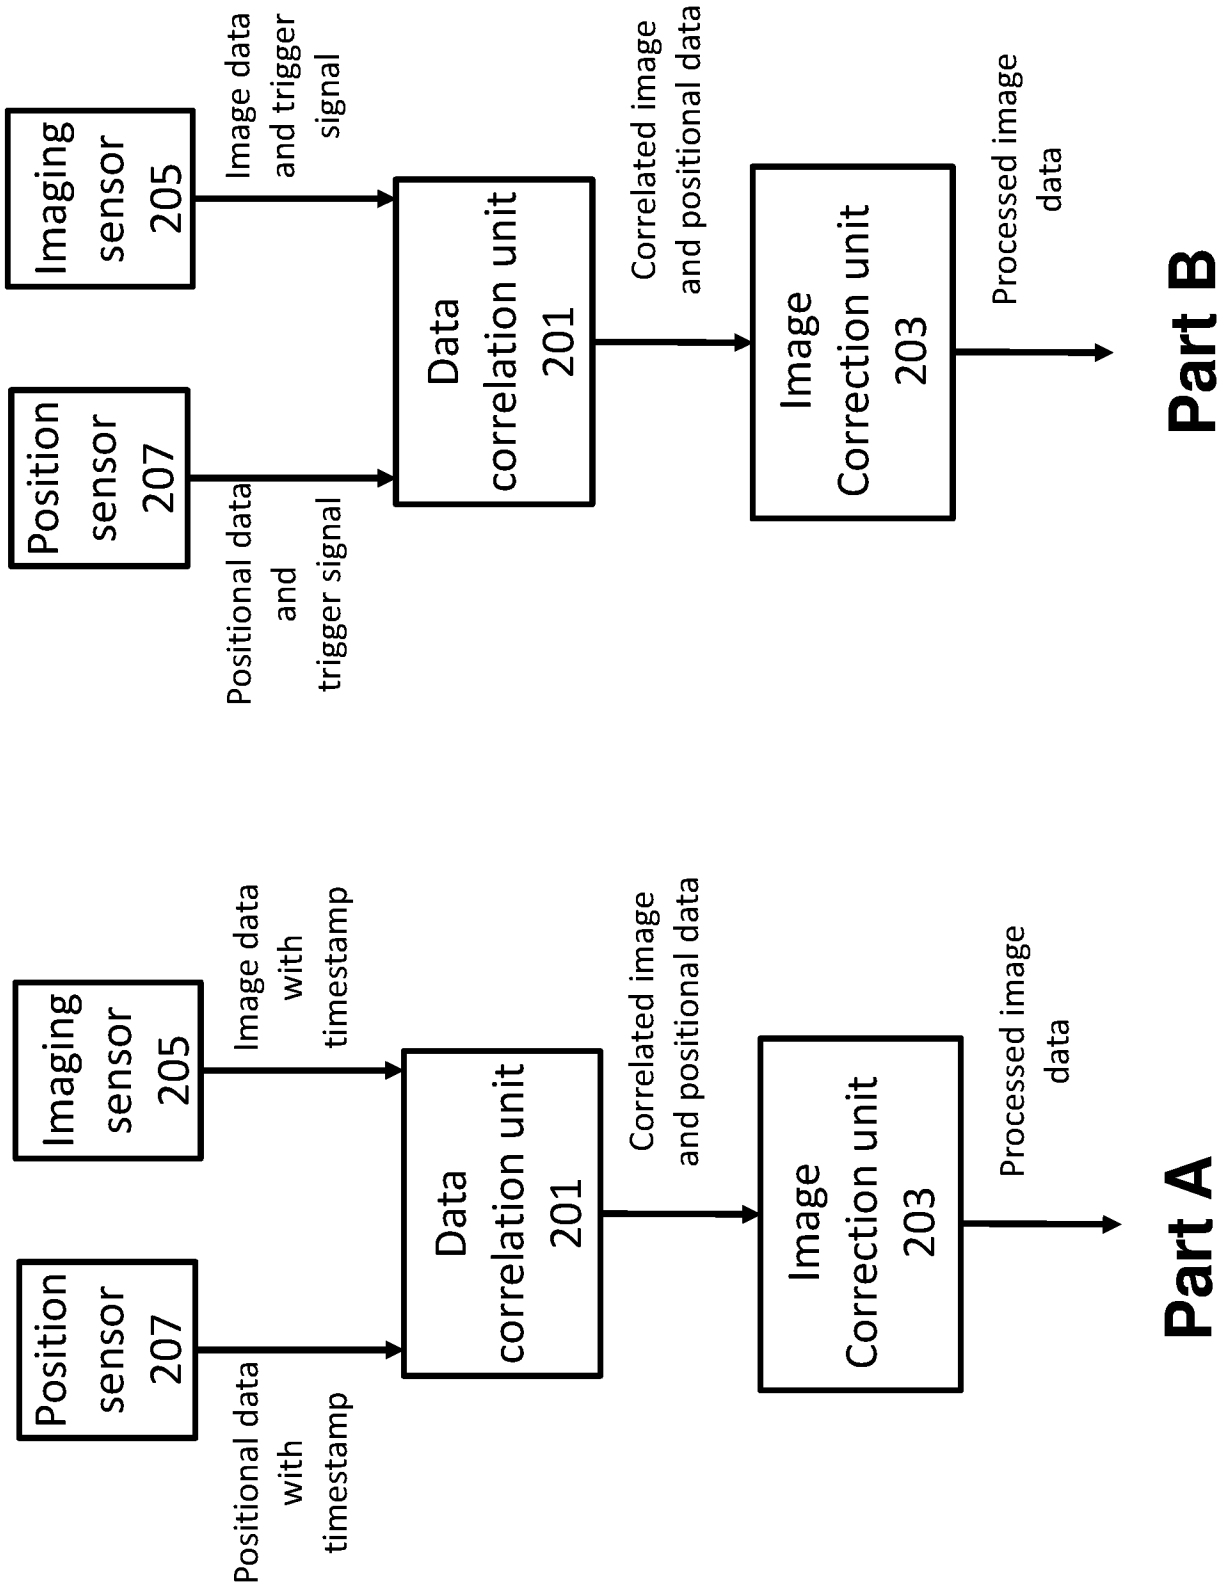 Position
sensor
207
Imaging
sensor
205
Positional data
with
timestamp
Image data
with
timestamp
Data
correlation unit
201
Correlated image
and positional data
Image
Correction unit
203
Processed image
data
Part A
Position
sensor
207
Imaging
sensor
205
Positional data
and
trigger signal
Image data
and trigger
signal
Data
correlation unit
201
Correlated image
and positional data
Image
Correction unit
203
Processed image
data
Part B